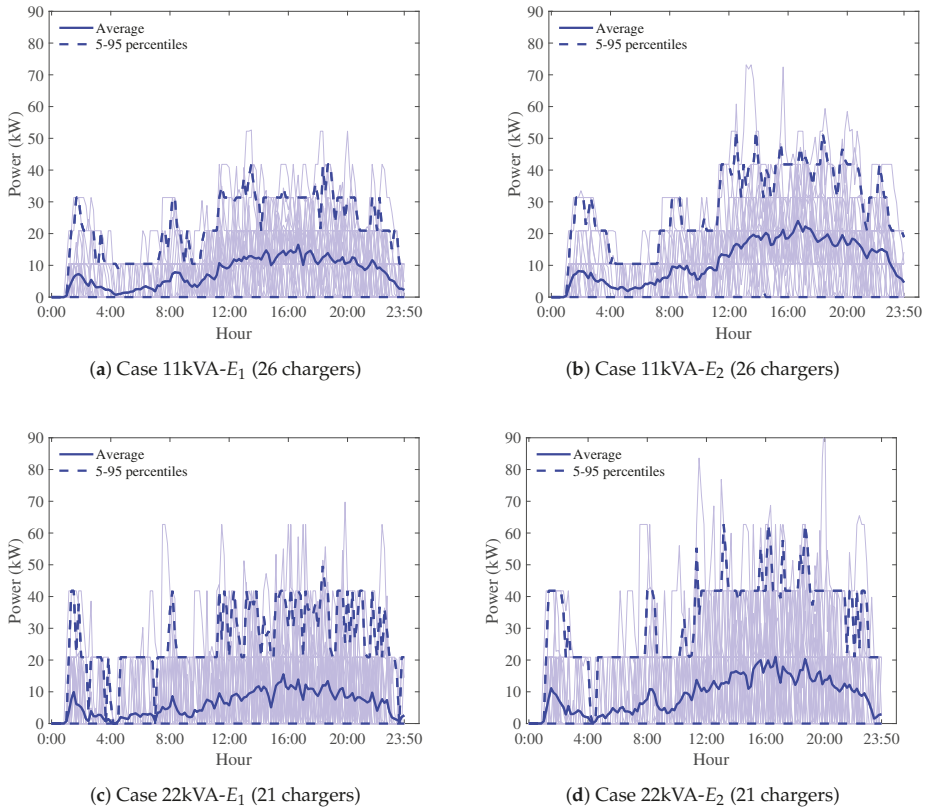 90
80
70
60
50
40
30
20
10
0
Power (kW)
Average
5-95 percentiles
0:00 4:00 8:00 12:00 16:00 20:00 23:50
Hour
(a) Case 11kVA-E₁ (26 chargers)
90
80
70
60
50
40
30
20
10
0
Power (kW)
Average
5-95 percentiles
0:00 4:00 8:00 12:00 16:00 20:00 23:50
Hour
(b) Case 11kVA-E₂ (26 chargers)
90
80
70
60
50
40
30
20
10
0
Power (kW)
Average
5-95 percentiles
0:00 4:00 8:00 12:00 16:00 20:00 23:50
Hour
(c) Case 22kVA-E₁ (21 chargers)
90
80
70
60
50
40
30
20
10
0
Power (kW)
Average
5-95 percentiles
0:00 4:00 8:00 12:00 16:00 20:00 23:50
Hour
(d) Case 22kVA-E₂ (21 chargers)